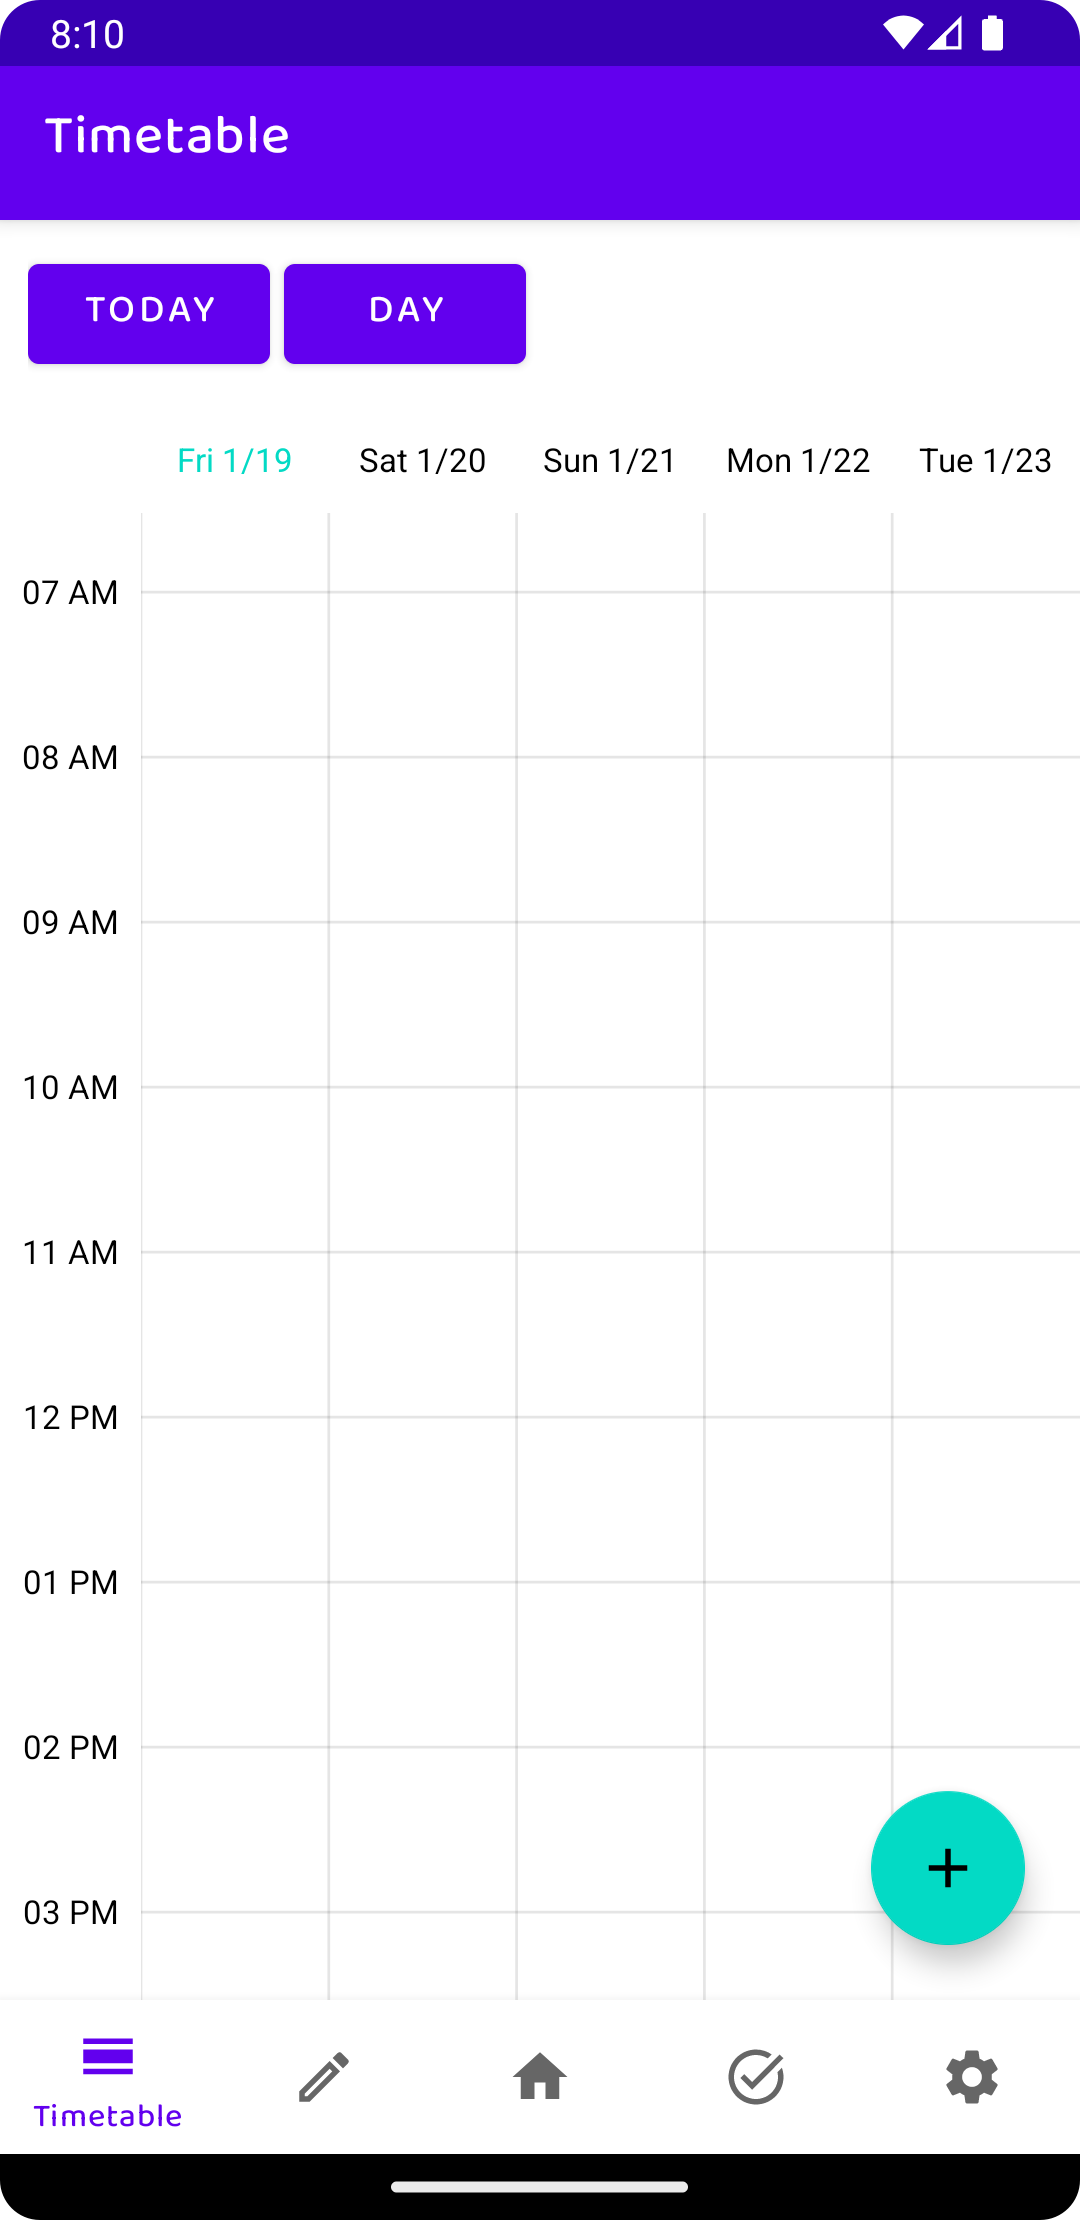 8:10
Timetable
TODAY DAY
Fri 1/19 Sat 1/20 Sun 1/21 Mon 1/22 Tue 1/23
07 AM
08 AM
09 AM
10 AM
11 AM
12 PM
01 PM
02 PM
03 PM
Timetable